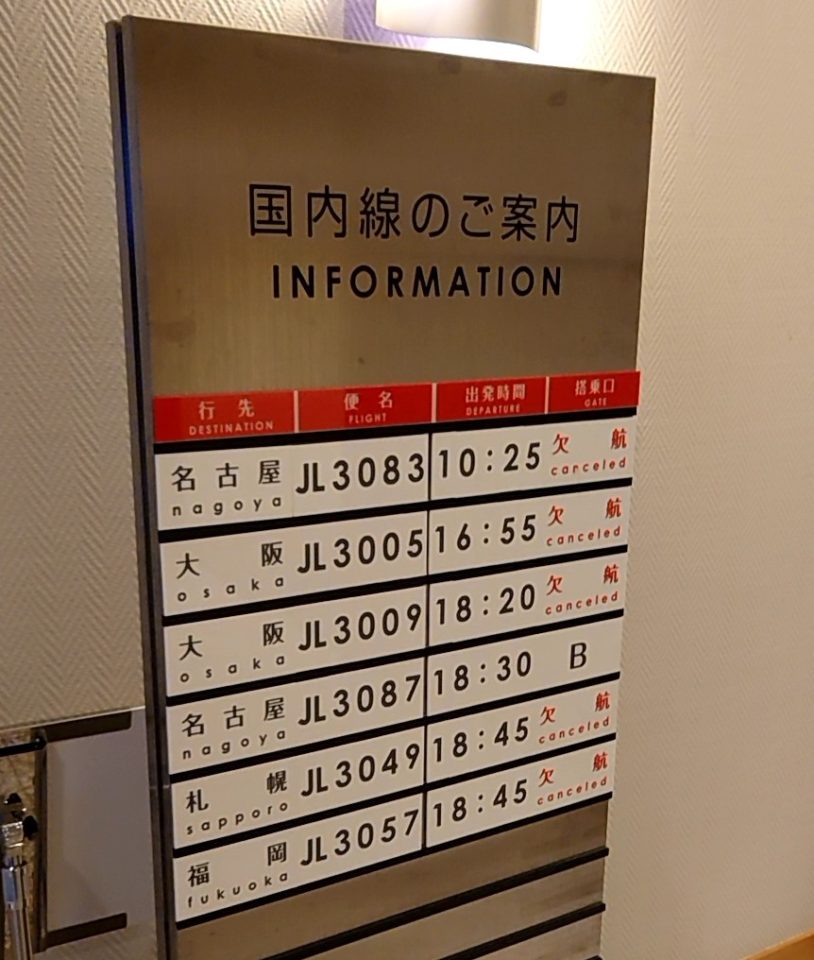 国内線のご案内
INFORMATION
行先 便名 出発時間 搭乗口
DESTINATION FLIGHT DEPARTURE GATE
名古屋 JL3083 10:25 欠航
nagoya canceled
大阪 JL3005 16:55 欠航
osaka canceled
大阪 JL3009 18:20 欠航
osaka canceled
名古屋 JL3087 18:30 B
nagoya
札幌 JL3049 18:45 欠航
sapporo canceled
福岡 JL3057 18:45 欠航
fukuoka canceled